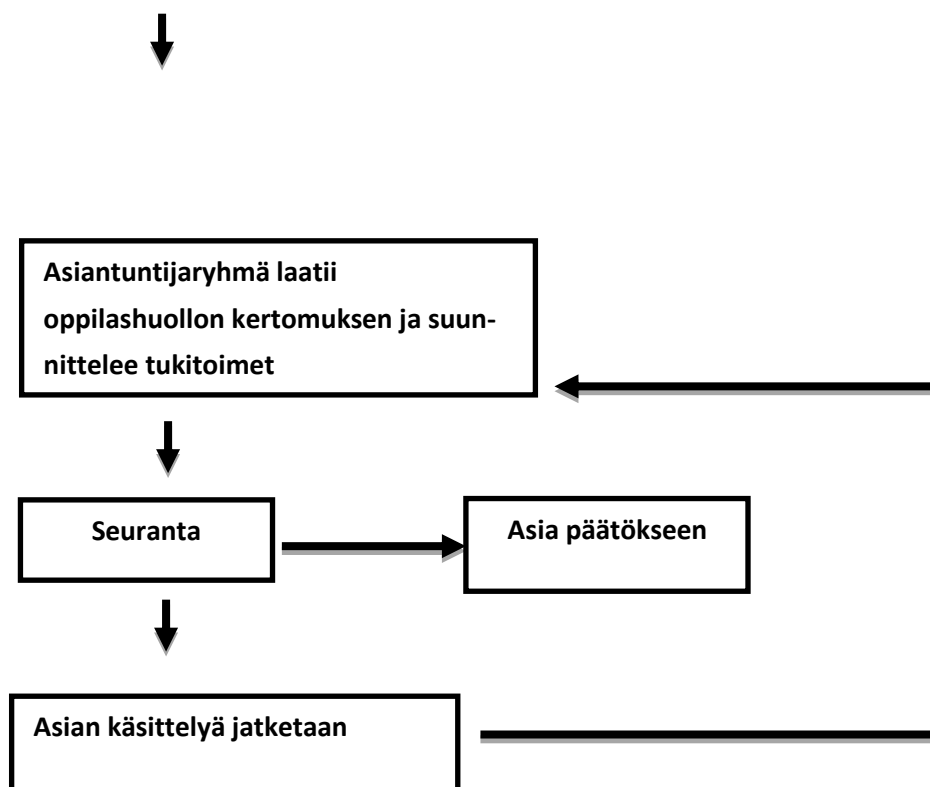 Asiantuntijaryhmä laatii
oppilashuollon kertomuksen ja suun-
nittelee tukitoimet
Seuranta
Asia päätökseen
Asian käsittelyä jatketaan